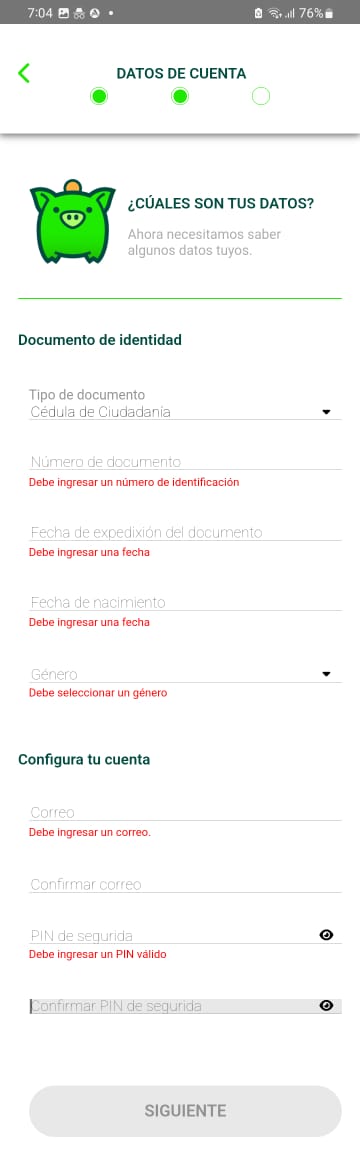 7:04
76%
DATOS DE CUENTA
¿CÚALES SON TUS DATOS?
Ahora necesitamos saber
algunos datos tuyos.
Documento de identidad
Tipo de documento
Cédula de Ciudadanía
Número de documento
Debe ingresar un número de identificación
Fecha de expedixión del documento
Debe ingresar una fecha
Fecha de nacimiento
Debe ingresar una fecha
Género
Debe seleccionar un género
Configura tu cuenta
Correo
Debe ingresar un correo.
Confirmar correo
PIN de segurida
Debe ingresar un PIN válido
Confirmar PIN de segurida
SIGUIENTE